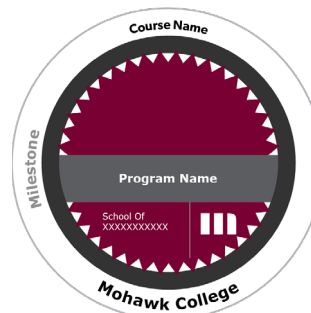 Course Name
Milestone
Program Name
School Of
XXXXXXXXXXX
m
Mohawk College